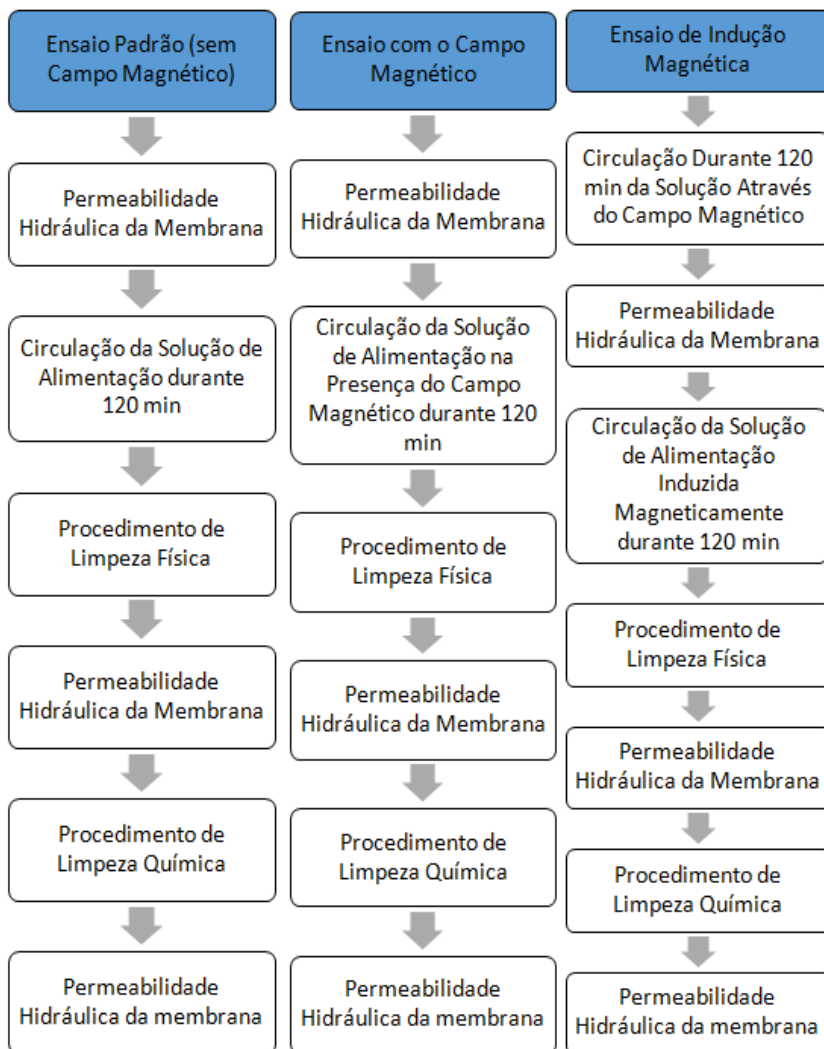 Ensaio Padrão (sem
Campo Magnético)
Permeabilidade
Hidráulica da Membrana
Circulação da Solução de
Alimentação durante
120 min
Procedimento de
Limpeza Física
Permeabilidade
Hidráulica da Membrana
Procedimento de
Limpeza Química
Permeabilidade
Hidráulica da membrana
Ensaio com o Campo
Magnético
Permeabilidade
Hidráulica da Membrana
Circulação da Solução
de Alimentação na
Presença do Campo
Magnético durante 120
min
Procedimento de
Limpeza Física
Permeabilidade
Hidráulica da Membrana
Procedimento de
Limpeza Química
Permeabilidade
Hidráulica da membrana
Ensaio de Indução
Magnética
Circulação Durante 120
min da Solução Através
do Campo Magnético
Permeabilidade
Hidráulica da Membrana
Circulação da Solução
de Alimentação
Induzida
Magneticamente
durante 120 min
Procedimento de
Limpeza Física
Permeabilidade
Hidráulica da Membrana
Procedimento de
Limpeza Química
Permeabilidade
Hidráulica da membrana